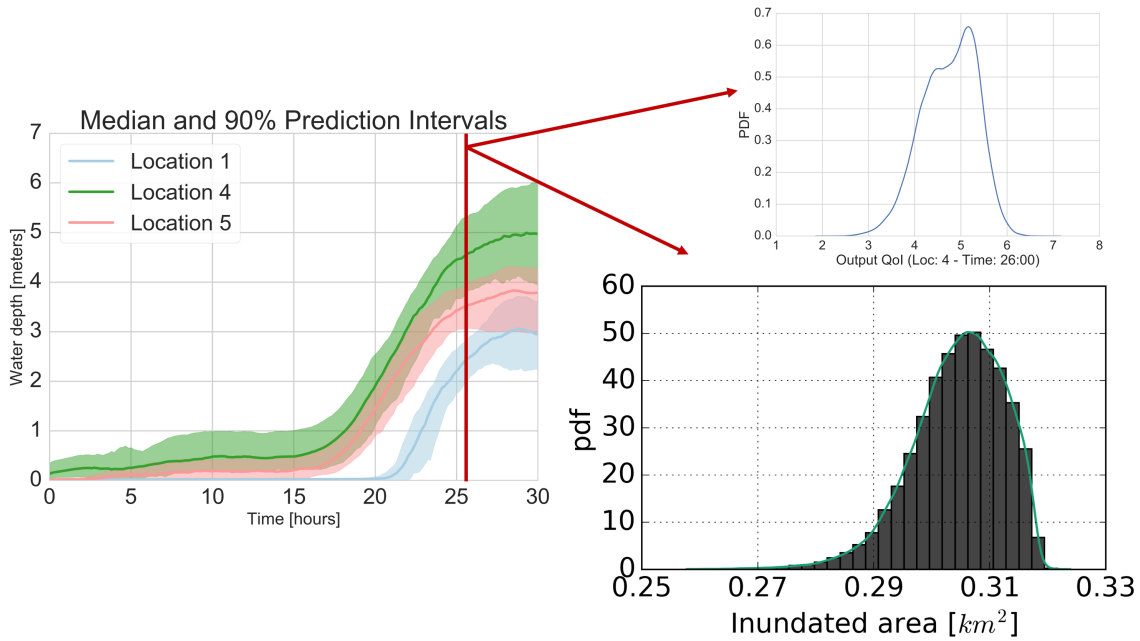 Median and 90% Prediction Intervals
7
6
5
4
3
2
1
0
Water depth [meters]
Location 1
Location 4
Location 5
0 5 10 15 20 25 30
Time [hours]
0.7
0.6
0.5
0.4
0.3
0.2
0.1
0.0
PDF
1 2 3 4 5 6 7 8
Output QoI (Loc: 4 - Time: 26:00)
60
50
40
30
20
10
0
pdf
0.25 0.27 0.29 0.31 0.33
Inundated area [km²]